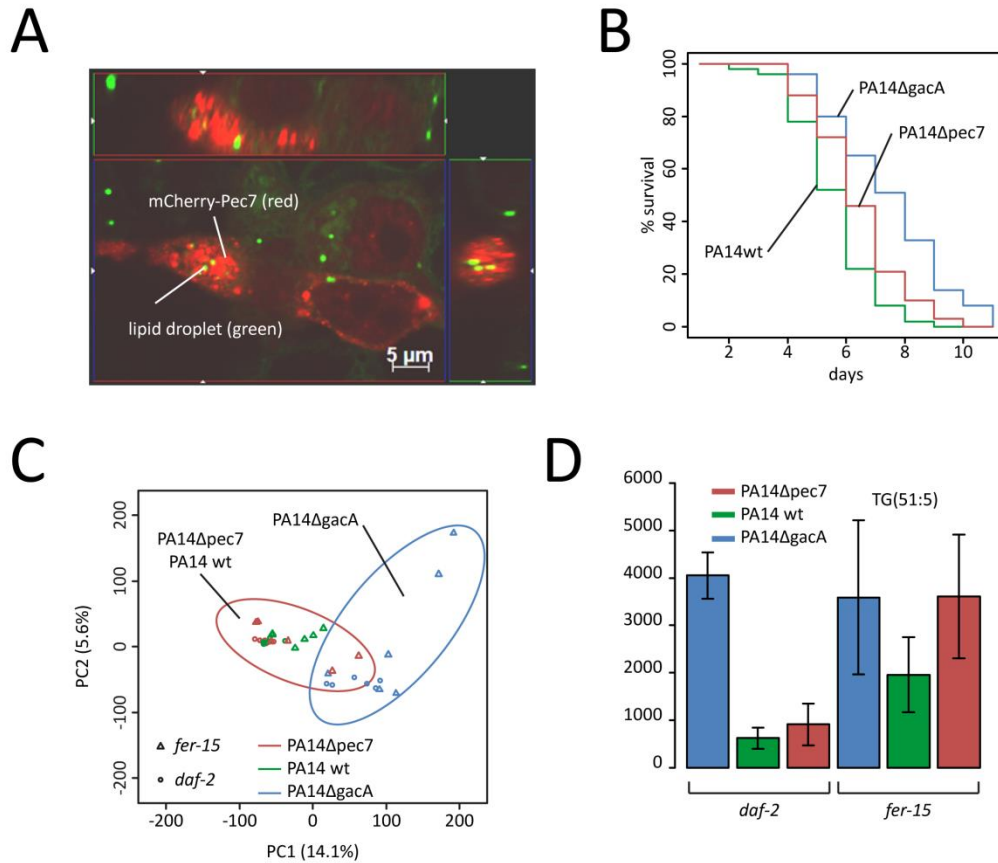 A
mCherry-Pec7 (red)
lipid droplet (green)
5 µm
B
% survival
100
80
60
40
20
0
PA14ΔgacA
PA14Δpec7
PA14wt
2 4 6 8 10
days
C
PC2 (5.6%)
200
100
0
-100
-200
PA14ΔgacA
PA14Δpec7
PA14 wt
fer-15
daf-2
PA14Δpec7
PA14 wt
PA14ΔgacA
-200 -100 0 100 200
PC1 (14.1%)
D
6000
5000
4000
3000
2000
1000
0
PA14Δpec7
PA14 wt
PA14ΔgacA
TG(51:5)
daf-2 fer-15